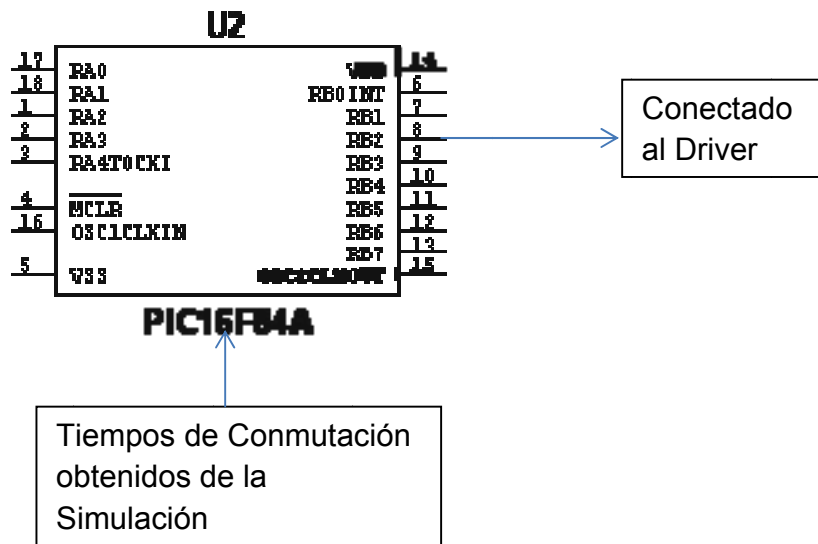 U2
17 RA0
14
18 RA1
RB0INT 6
1 RA2
RB1 7
2 RA3
RB2 8
3 RA4T0CKI
RB3 9
RB4 10
4 MCLR
RB5 11
16 OSC1CLKIN
RB6 12
RB7 13
5 VSS
15
PIC16F84A
Conectado
al Driver
Tiempos de Conmutación
obtenidos de la
Simulación